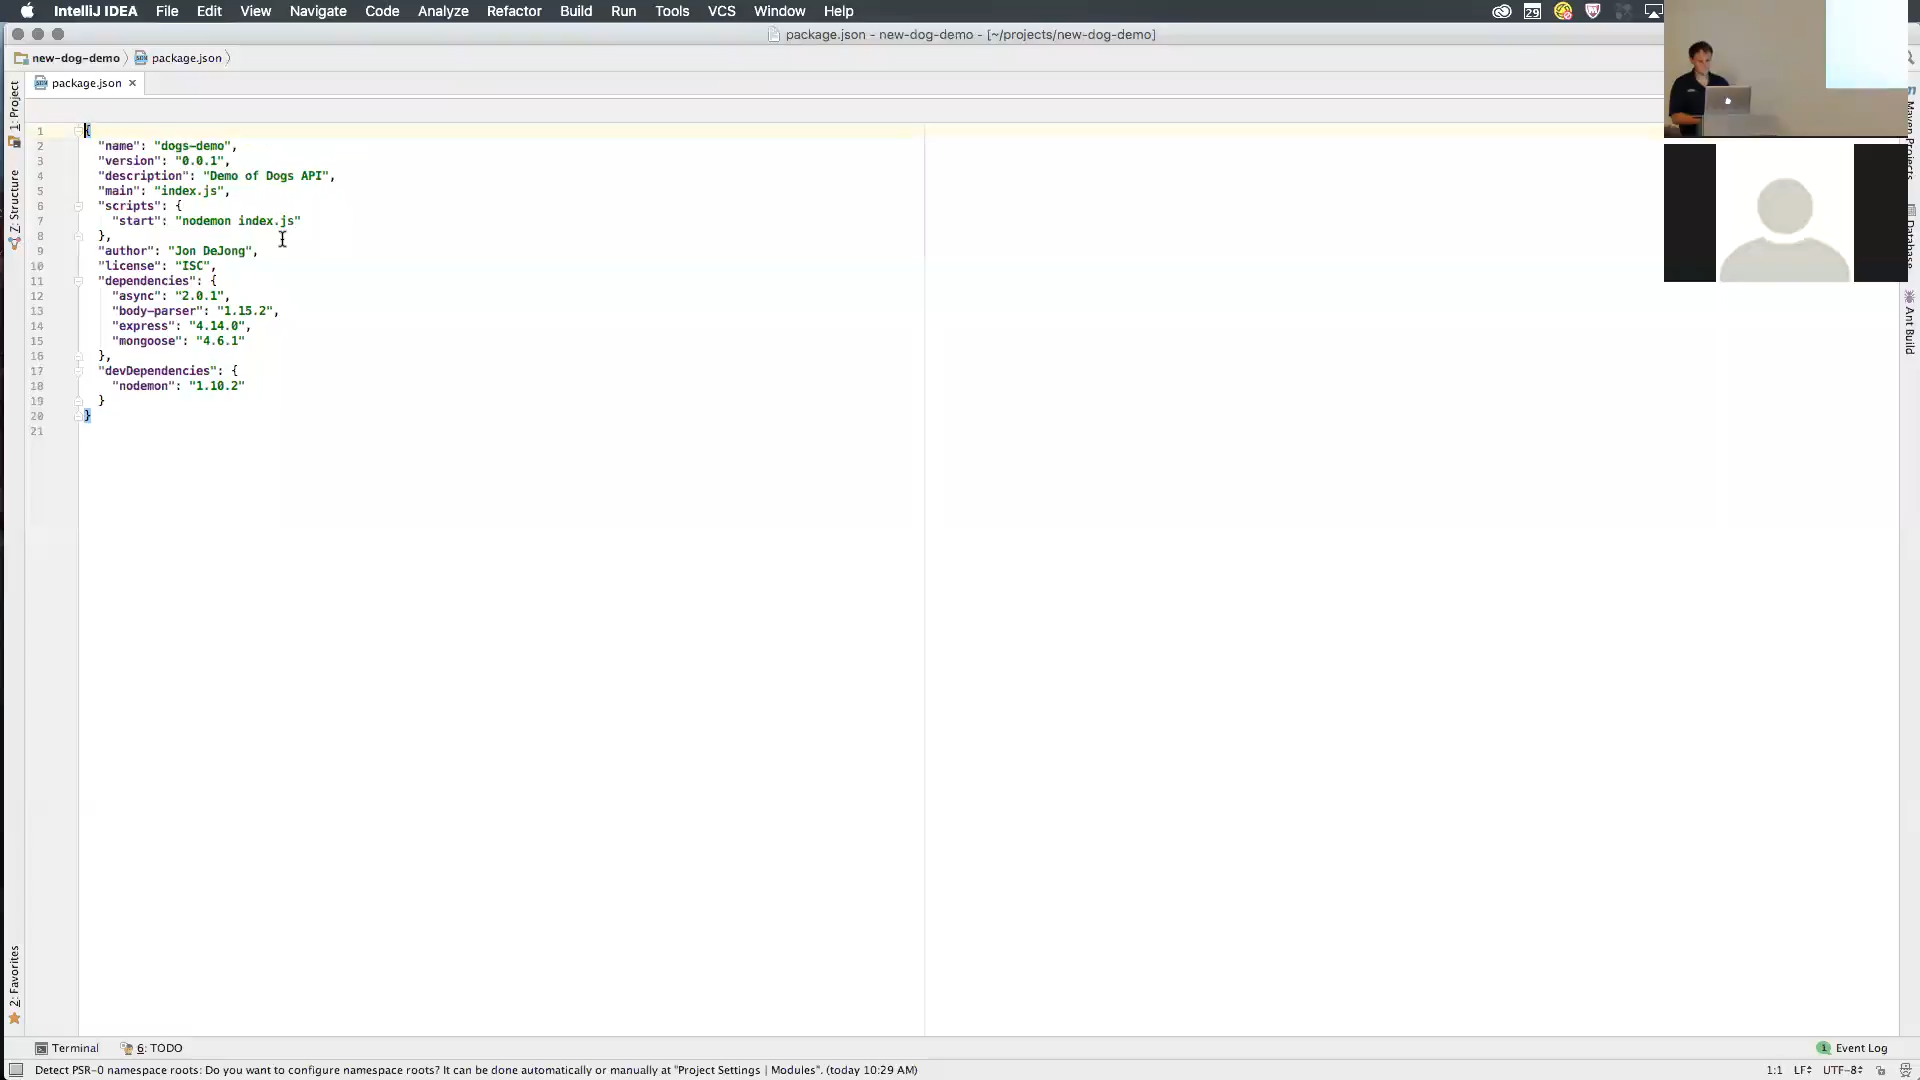 IntelliJ IDEA File Edit View Navigate Code Analyze Refactor Build Run Tools VCS Window Help 29
package.json - new-dog-demo - [~/projects/new-dog-demo]
new-dog-demo package.json
package.json
1: Project
7: Structure
2: Favorites
1 {
2 "name": "dogs-demo",
3 "version": "0.0.1",
4 "description": "Demo of Dogs API",
5 "main": "index.js",
6 "scripts": {
7 "start": "nodemon index.js"
8 },
9 "author": "Jon DeJong",
10 "license": "ISC",
11 "dependencies": {
12 "async": "2.0.1",
13 "body-parser": "1.15.2",
14 "express": "4.14.0",
15 "mongoose": "4.6.1"
16 },
17 "devDependencies": {
18 "nodemon": "1.10.2"
19 }
20 }
21
Maven Projects
Database
Ant Build
Terminal 6: TODO 1 Event Log
Detect PSR-0 namespace roots: Do you want to configure namespace roots? It can be done automatically or manually at "Project Settings | Modules". (today 10:29 AM) 1:1 LF UTF-8